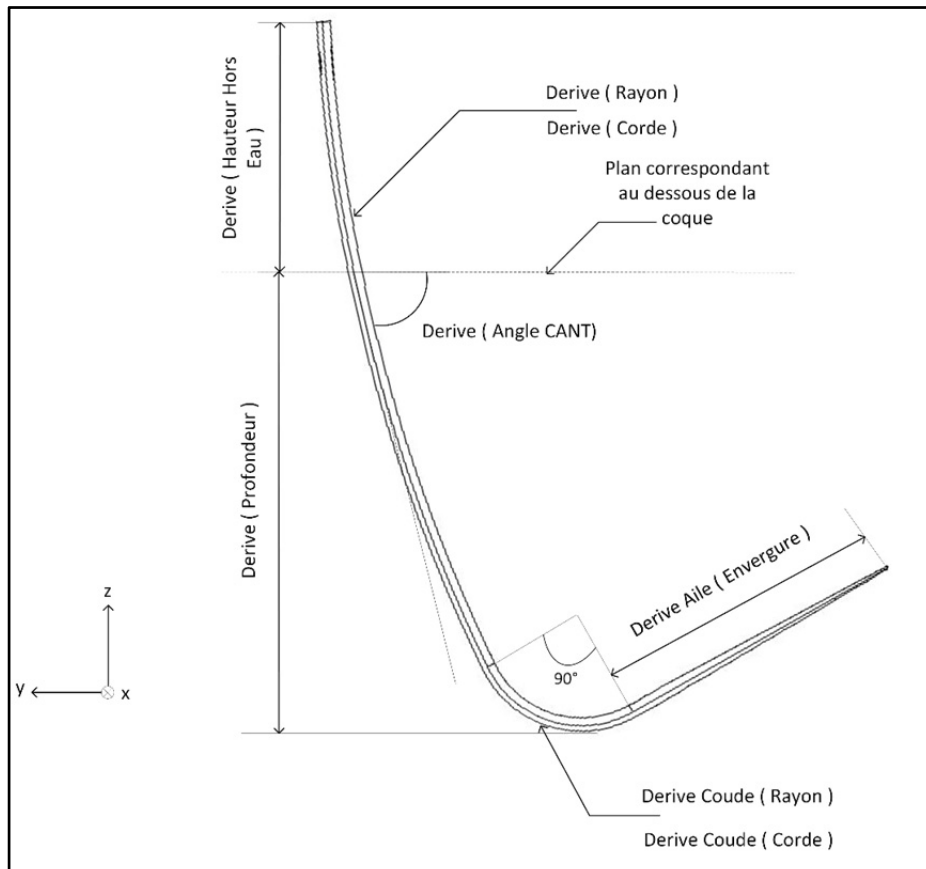 Derive ( Hauteur Hors
Eau )
Derive ( Rayon )
Derive ( Corde )
Plan correspondant
au dessous de la
coque
Derive ( Angle CANT)
Derive ( Profondeur )
Derive Aile ( Envergure )
90°
z
y
x
Derive Coude ( Rayon )
Derive Coude ( Corde )